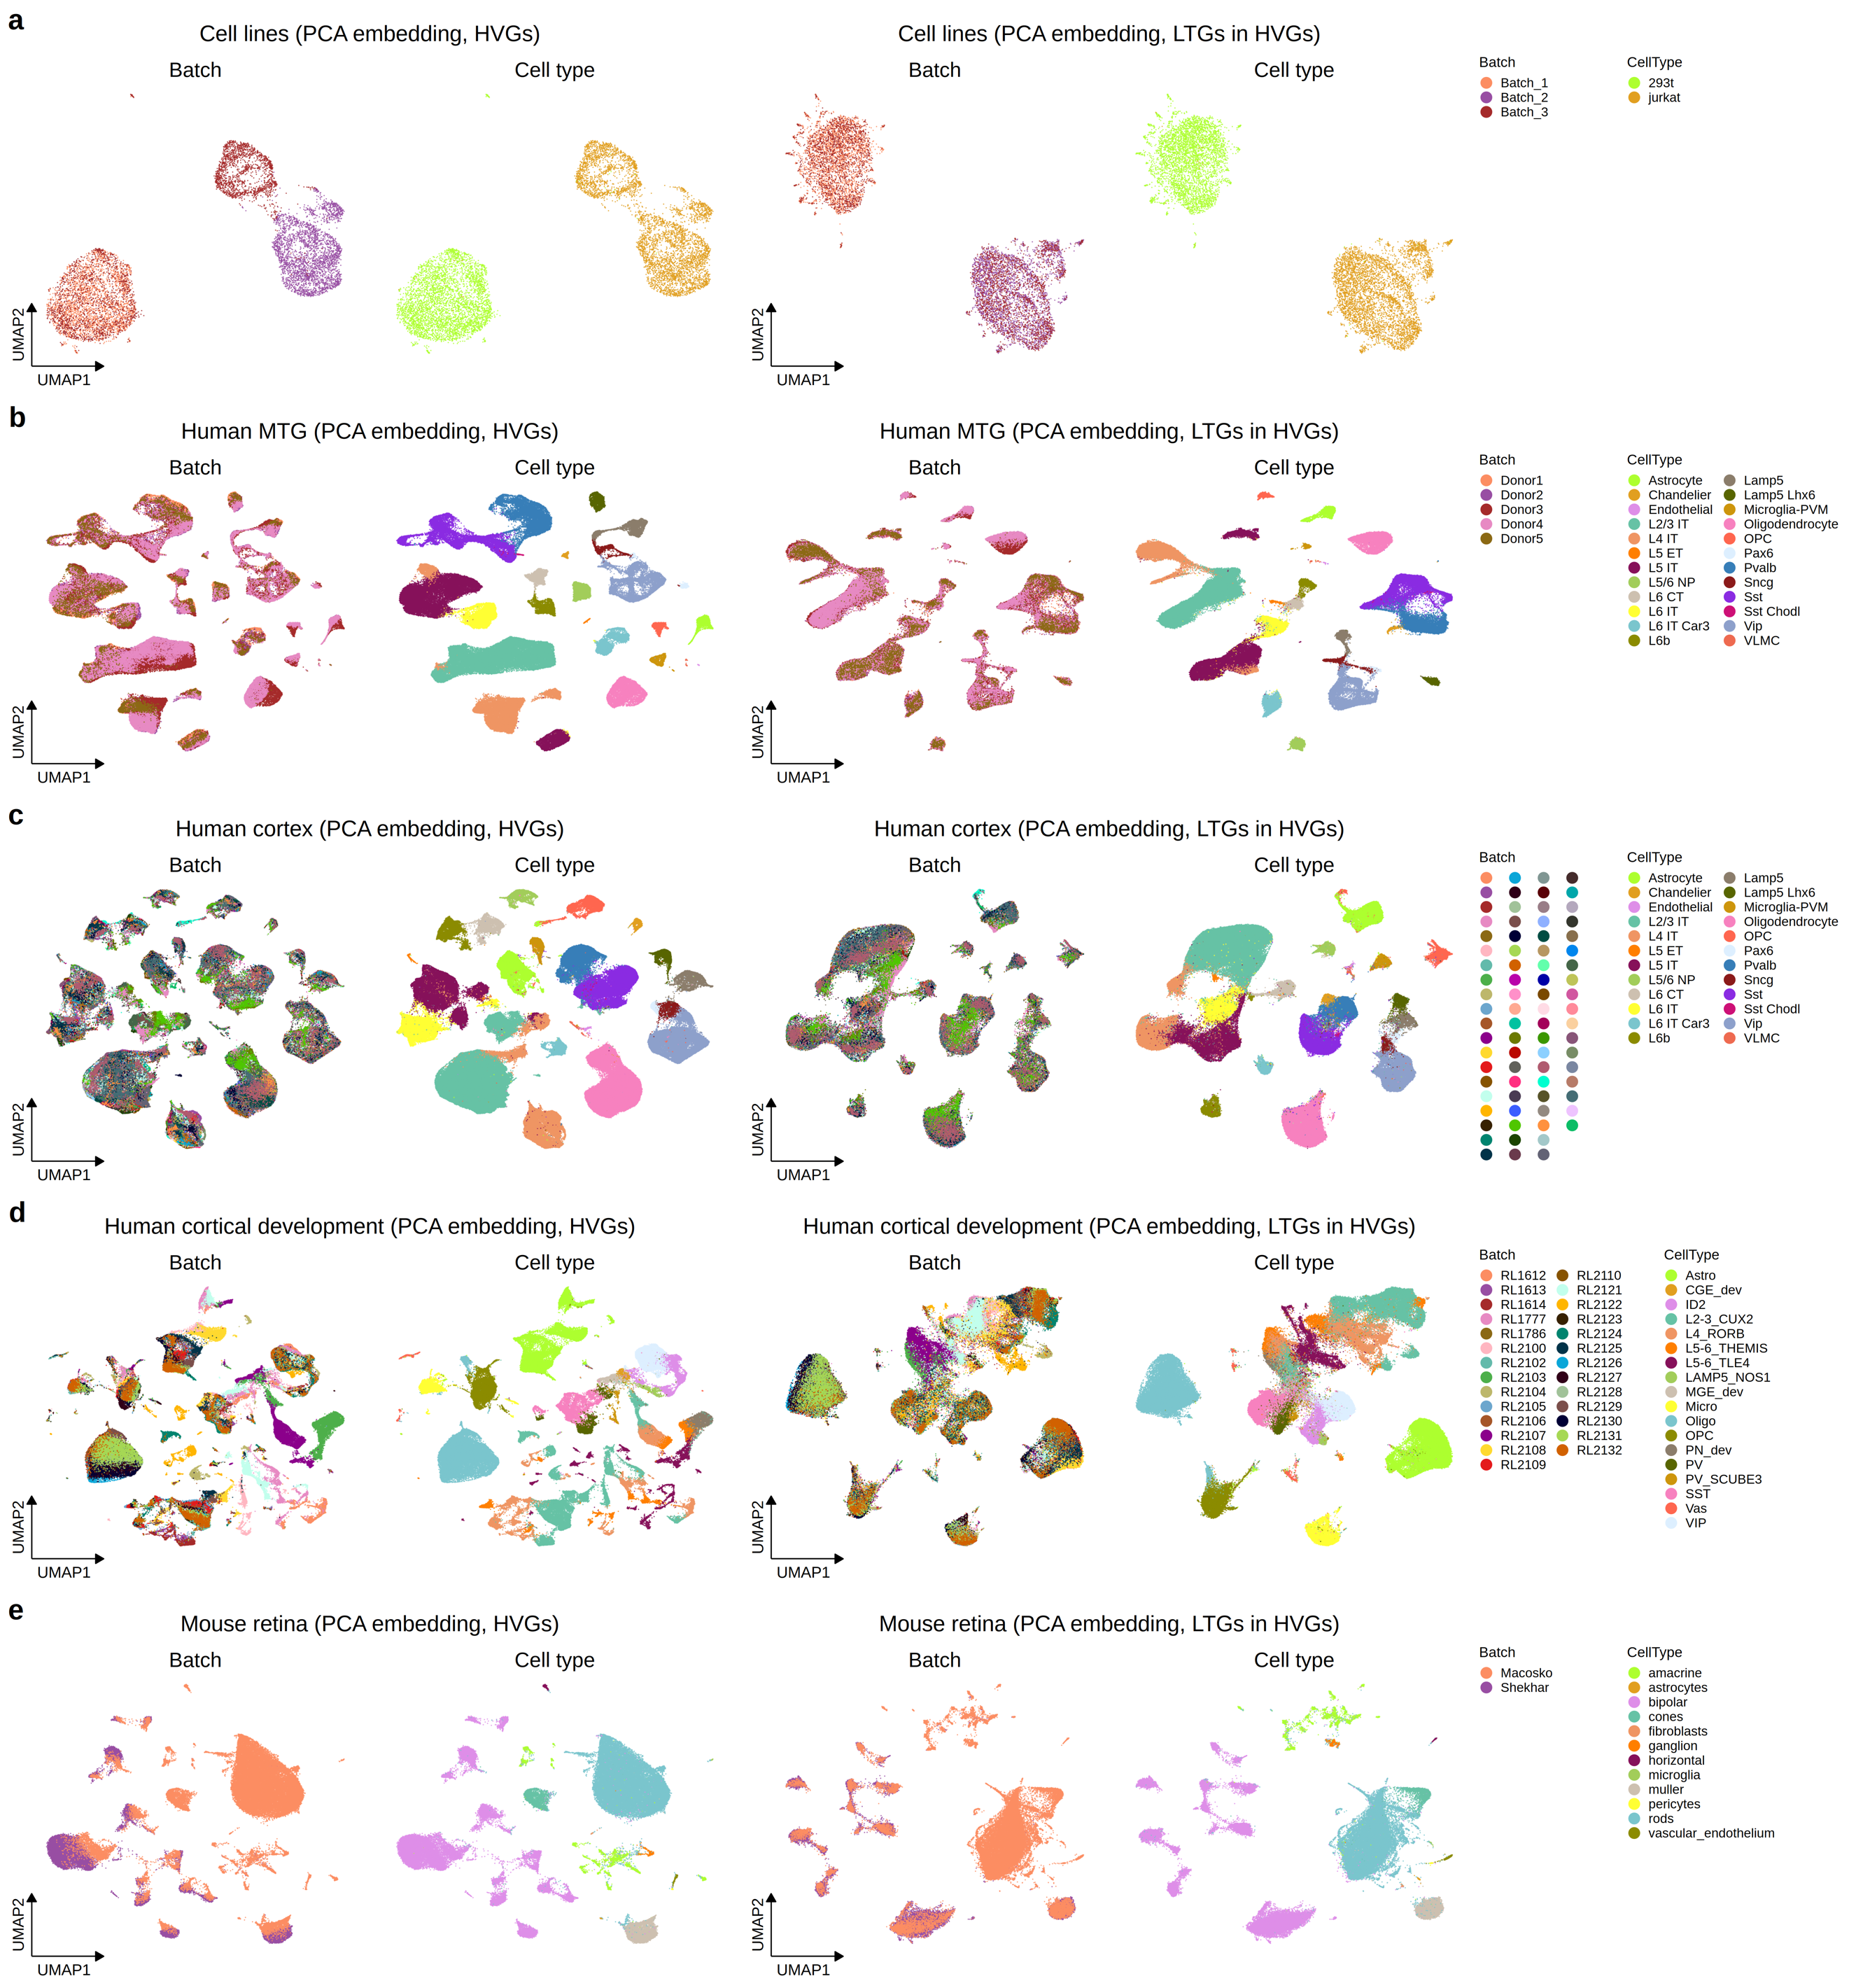 a
Cell lines (PCA embedding, HVGs)
Batch
Cell type
UMAP2
UMAP1
Cell lines (PCA embedding, LTGs in HVGs)
Batch
Cell type
UMAP2
UMAP1
Batch
Batch_1
Batch_2
Batch_3
CellType
293t
jurkat
b
Human MTG (PCA embedding, HVGs)
Batch
Cell type
UMAP2
UMAP1
Human MTG (PCA embedding, LTGs in HVGs)
Batch
Cell type
UMAP2
UMAP1
Batch
Donor1
Donor2
Donor3
Donor4
Donor5
CellType
Astrocyte
Chandelier
Endothelial
L2/3 IT
L4 IT
L5 ET
L5 IT
L5/6 NP
L6 CT
L6 IT
L6 IT Car3
L6b
Lamp5
Lamp5 Lhx6
Microglia-PVM
Oligodendrocyte
OPC
Pax6
Pvalb
Sncg
Sst
Sst Chodl
Vip
VLMC
c
Human cortex (PCA embedding, HVGs)
Batch
Cell type
UMAP2
UMAP1
Human cortex (PCA embedding, LTGs in HVGs)
Batch
Cell type
UMAP2
UMAP1
Batch
CellType
Astrocyte
Chandelier
Endothelial
L2/3 IT
L4 IT
L5 ET
L5 IT
L5/6 NP
L6 CT
L6 IT
L6 IT Car3
L6b
Lamp5
Lamp5 Lhx6
Microglia-PVM
Oligodendrocyte
OPC
Pax6
Pvalb
Sncg
Sst
Sst Chodl
Vip
VLMC
d
Human cortical development (PCA embedding, HVGs)
Batch
Cell type
UMAP2
UMAP1
Human cortical development (PCA embedding, LTGs in HVGs)
Batch
Cell type
UMAP2
UMAP1
Batch
RL1612
RL1613
RL1614
RL1777
RL1786
RL2100
RL2102
RL2103
RL2104
RL2105
RL2106
RL2107
RL2108
RL2109
RL2110
RL2121
RL2122
RL2123
RL2124
RL2125
RL2126
RL2127
RL2128
RL2129
RL2130
RL2131
RL2132
CellType
Astro
CGE_dev
ID2
L2-3_CUX2
L4_RORB
L5-6_THEMIS
L5-6_TLE4
LAMP5_NOS1
MGE_dev
Micro
Oligo
OPC
PN_dev
PV
PV_SCUBE3
SST
Vas
VIP
e
Mouse retina (PCA embedding, HVGs)
Batch
Cell type
UMAP2
UMAP1
Mouse retina (PCA embedding, LTGs in HVGs)
Batch
Cell type
UMAP2
UMAP1
Batch
Macosko
Shekhar
CellType
amacrine
astrocytes
bipolar
cones
fibroblasts
ganglion
horizontal
microglia
muller
pericytes
rods
vascular_endothelium